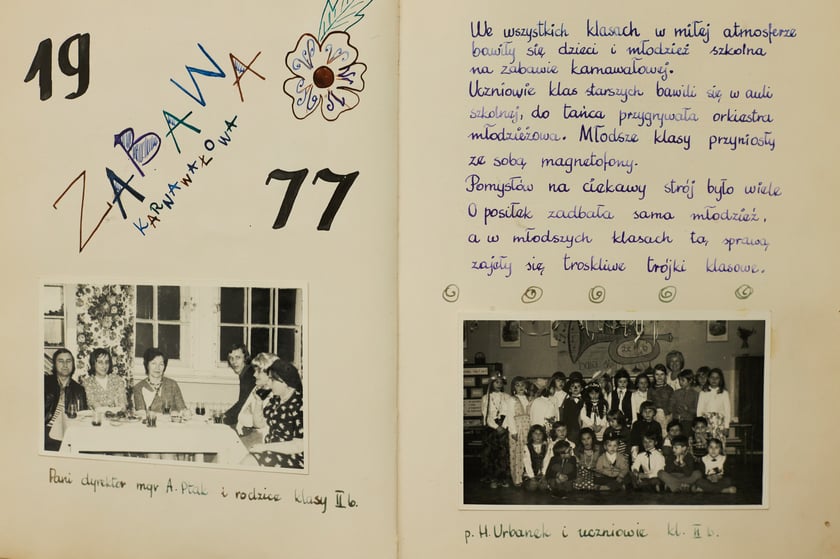 19
ZABAWA
KARNAWAŁOWA
77
Pani dyrektor mgr A. Ptak i rodzice klasy II b.
We wszystkich klasach w miłej atmosferze
bawiły się dzieci i młodzież szkolna
na zabawie karnawałowej.
Uczniowie klas starszych bawili się w auli
szkolnej, do tańca przygrywała orkiestra
młodzieżowa. Młodsze klasy przyniosły
ze sobą magnetofony.
Pomysłów na ciekawy strój było wiele
O posiłek zadbała sama młodzież,
a w młodszych klasach tą sprawą
zajęły się troskliwe trójki klasowe.
p. H. Urbanek i uczniowie kl. II b.